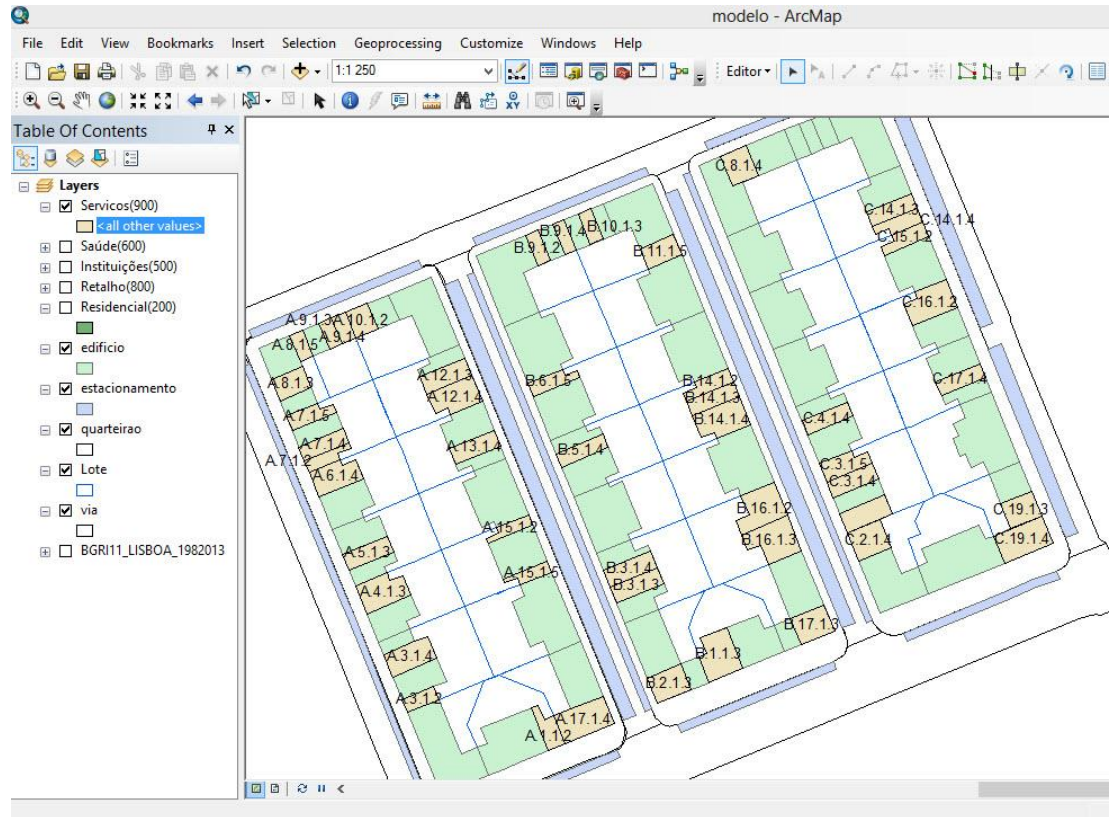 modelo - ArcMap
File Edit View Bookmarks Insert Selection Geoprocessing Customize Windows Help
1:1 250
Editor
Table Of Contents
Layers
Servicos(900)
<all other values>
Saúde(600)
Instituições(500)
Retalho(800)
Residencial(200)
edificio
estacionamento
quarteirao
Lote
via
BGRI11_LISBOA_1982013
C.8.1.4
C.14.1.3
C.14.1.4
C.15.1.2
C.16.1.2
C.17.1.4
C.4.1.4
C.3.1.5
C.3.1.4
C.2.1.4
C.19.1.3
C.19.1.4
B.9.1.2
B.9.1.4
B.10.1.3
B.11.1.5
B.6.1.5
B.14.1.2
B.14.1.3
B.14.1.4
B.5.1.4
B.16.1.2
B.16.1.3
B.3.1.4
B.3.1.3
B.17.1.3
B.1.1.3
B.2.1.3
A.9.1.3
A.10.1.2
A.9.1.4
A.8.1.5
A.8.1.3
A.12.1.3
A.12.1.4
A.7.1.5
A.7.1.4
A.7.1.2
A.6.1.4
A.13.1.4
A.15.1.2
A.5.1.3
A.15.1.5
A.4.1.3
A.3.1.4
A.3.1.2
A.17.1.4
A.1.1.2